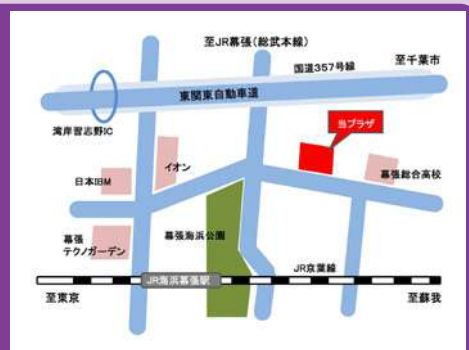 至JR幕張(総武本線)
国道357号線
至千葉市
東関東自動車道
当プラザ
湾岸習志野IC
イオン
日本IBM
幕張総合高校
幕張海浜公園
幕張
テクノガーデン
JR京葉線
JR海浜幕張駅
至東京
至蘇我